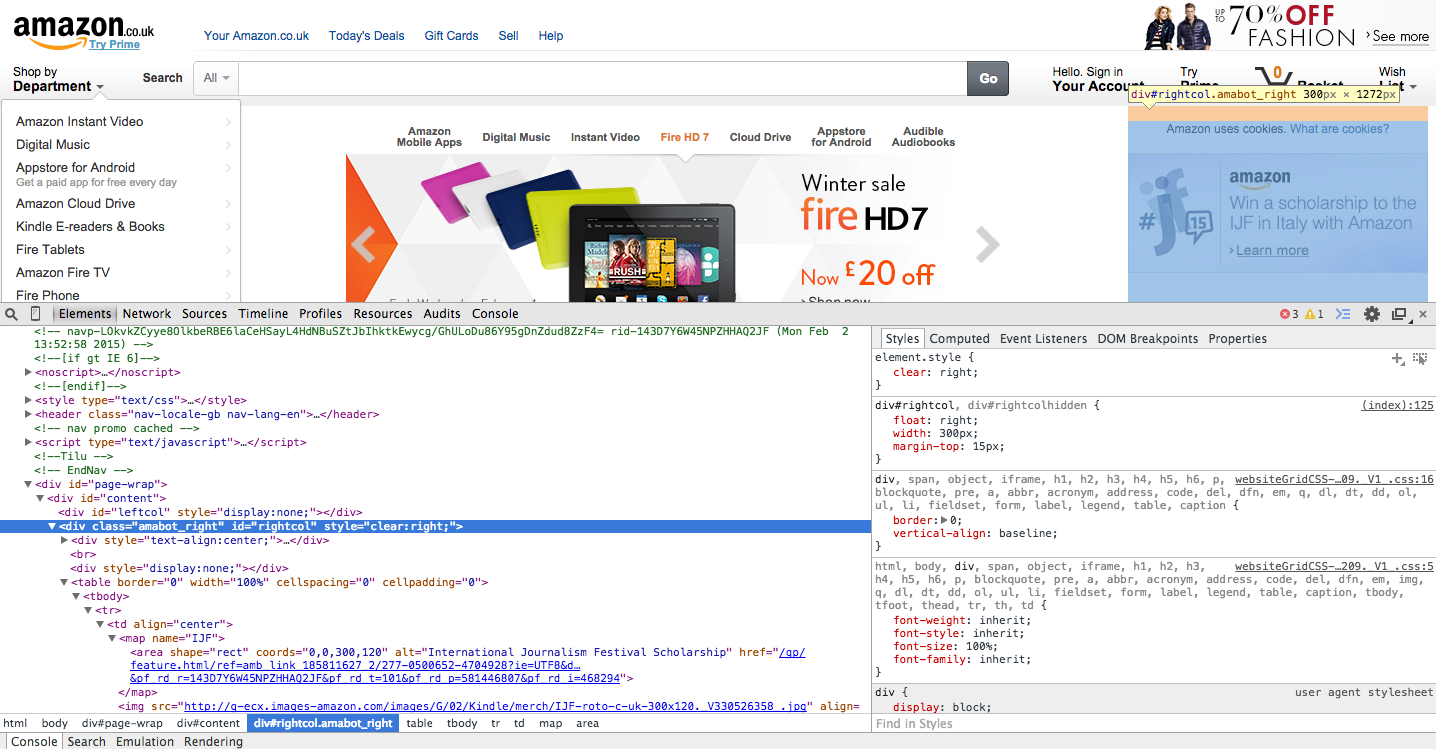 amazon.co.uk
Try Prime
Your Amazon.co.uk Today's Deals Gift Cards Sell Help
UP TO 70% OFF FASHION
See more
Shop by
Department
Search
All
Go
Hello. Sign in
Your Account
Try
0
Wish
div#rightcol.amabot_right 300px × 1272px
Amazon Instant Video
Digital Music
Appstore for Android
Get a paid app for free every day
Amazon Cloud Drive
Kindle E-readers & Books
Fire Tablets
Amazon Fire TV
Fire Phone
Amazon Mobile Apps
Digital Music
Instant Video
Fire HD 7
Cloud Drive
Appstore for Android
Audible Audiobooks
Winter sale
fire HD7
Now £20 off
Shop now
RUSH
Amazon uses cookies. What are cookies?
#ijf15
amazon
Win a scholarship to the
IJF in Italy with Amazon
Learn more
Elements Network Sources Timeline Profiles Resources Audits Console
3 1
<!-- navp-LOkvkZCyye8OlkbeRBE6laCeHSayL4HdNBuSZtJbIhktkEwycg/GhULoDu86Y95gDnZdud8ZzF4= rid-143D7Y6W45NPZHHAQ2JF (Mon Feb  2
13:52:58 2015) -->
<!--[if gt IE 6]-->
<noscript>…</noscript>
<!--[endif]-->
<style type="text/css">…</style>
<header class="nav-locale-gb nav-lang-en">…</header>
<!-- nav promo cached -->
<script type="text/javascript">…</script>
<!--Tilu -->
<!-- EndNav -->
<div id="page-wrap">
<div id="content">
<div id="leftcol" style="display:none;"></div>
<div class="amabot_right" id="rightcol" style="clear:right;">
<div style="text-align:center;">…</div>
<br>
<div style="display:none;"></div>
<table border="0" width="100%" cellspacing="0" cellpadding="0">
<tbody>
<tr>
<td align="center">
<map name="IJF">
<area shape="rect" coords="0,0,300,120" alt="International Journalism Festival Scholarship" href="/gp/
feature.html/ref=amb_link_185811627_2/277-0500652-4704928?ie=UTF8&d…
&pf_rd_r=143D7Y6W45NPZHHAQ2JF&pf_rd_t=101&pf_rd_p=581446807&pf_rd_i=468294">
</map>
<img src="http://g-ecx.images-amazon.com/images/G/02/Kindle/merch/IJF-roto-c-uk-300x120._V330526358_.jpg" align=
html body div#page-wrap div#content div#rightcol.amabot_right table tbody tr td map area
Console Search Emulation Rendering
Styles Computed Event Listeners DOM Breakpoints Properties
element.style {
clear: right;
}
div#rightcol, div#rightcolhidden { (index):125
float: right;
width: 300px;
margin-top: 15px;
}
div, span, object, iframe, h1, h2, h3, h4, h5, h6, p, websiteGridCSS-…09._V1_.css:16
blockquote, pre, a, abbr, acronym, address, code, del, dfn, em, q, dl, dt, dd, ol,
ul, li, fieldset, form, label, legend, table, caption {
border: 0;
vertical-align: baseline;
}
html, body, div, span, object, iframe, h1, h2, h3, websiteGridCSS-…209._V1_.css:5
h4, h5, h6, p, blockquote, pre, a, abbr, acronym, address, code, del, dfn, em, img,
q, dl, dt, dd, ol, ul, li, fieldset, form, label, legend, table, caption, tbody,
tfoot, thead, tr, th, td {
font-weight: inherit;
font-style: inherit;
font-size: 100%;
font-family: inherit;
}
div { user agent stylesheet
display: block;
Find in Styles